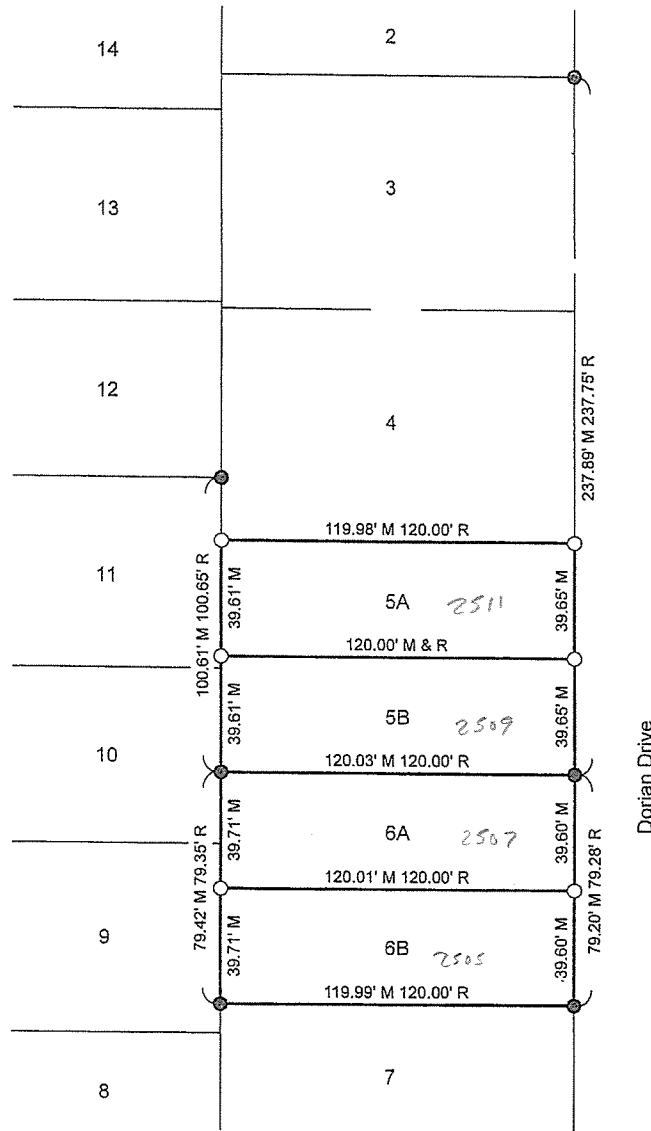 14
2
13
3
12
4
237.89' M 237.75' R
119.98' M 120.00' R
11
100.61' M 100.65' R
39.61' M
5A 2511
39.65' M
120.00' M & R
10
39.61' M
5B 2509
39.65' M
120.03' M 120.00' R
Dorian Drive
39.71' M
6A 2507
39.60' M
120.01' M 120.00' R
9
79.42' M 79.35' R
39.71' M
6B 2505
39.60' M
79.20' M 79.28' R
119.99' M 120.00' R
8
7